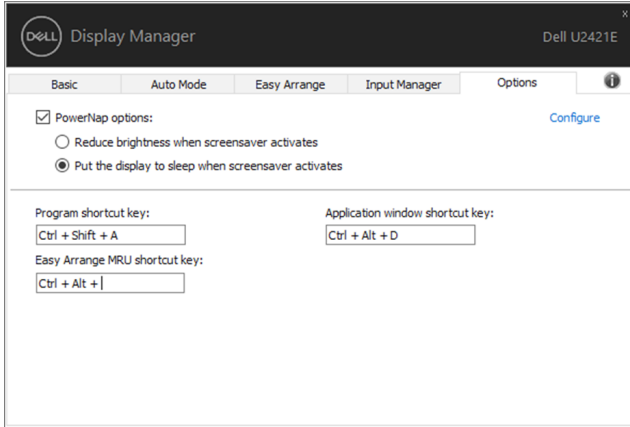 x
DELL Display Manager Dell U2421E
Basic Auto Mode Easy Arrange Input Manager Options i
PowerNap options: Configure
Reduce brightness when screensaver activates
Put the display to sleep when screensaver activates
Program shortcut key: Application window shortcut key:
Ctrl + Shift + A Ctrl + Alt + D
Easy Arrange MRU shortcut key:
Ctrl + Alt +